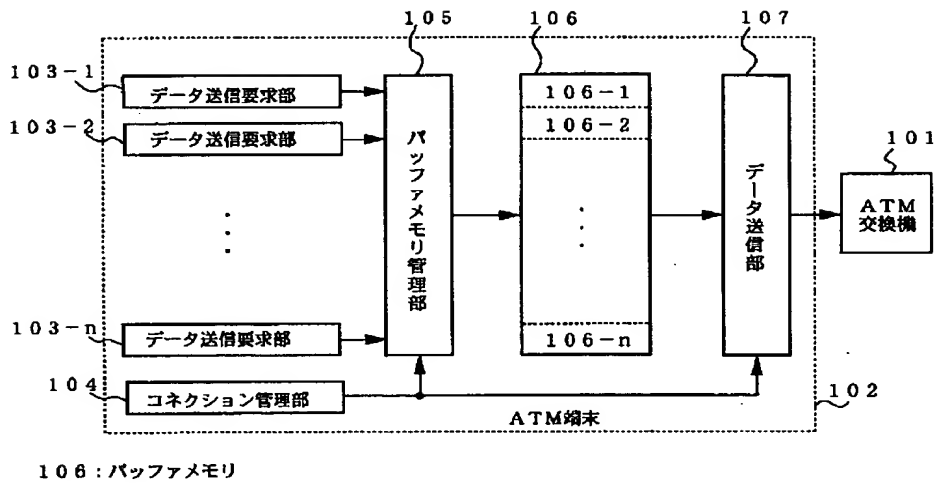 105
106
107
103-1
データ送信要求部
106-1
103-2
データ送信要求部
106-2
101
バッファメモリ管理部
データ送信部
ATM
交換機
103-n
データ送信要求部
106-n
104
コネクション管理部
102
ATM端末
106:バッファメモリ